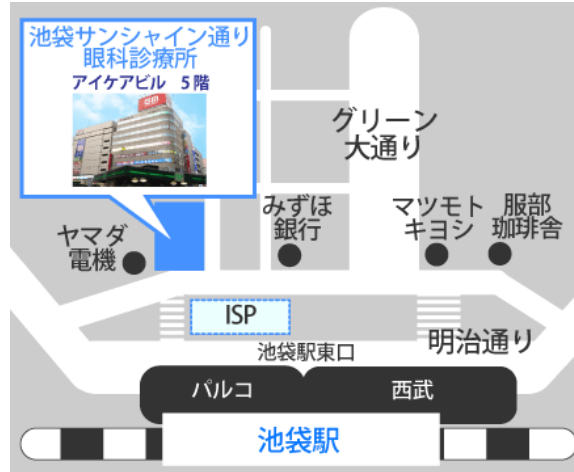 池袋サンシャイン通り
眼科診療所
アイケアビル 5階
グリーン
大通り
みずほ
銀行
マツモト
キヨシ
服部
珈琲舎
ヤマダ
電機
ISP
明治通り
池袋駅東口
パルコ
西武
池袋駅